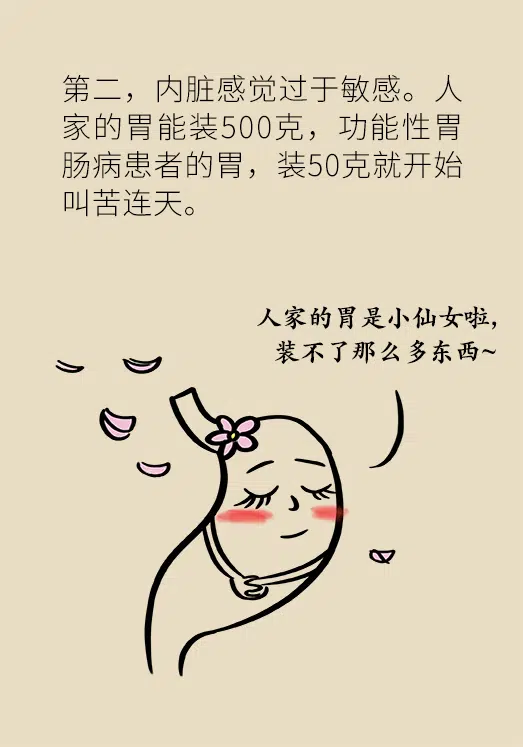 第二，内脏感觉过于敏感。人
家的胃能装500克，功能性胃
肠病患者的胃，装50克就开始
叫苦连天。
人家的胃是小仙女啦，
装不了那么多东西~